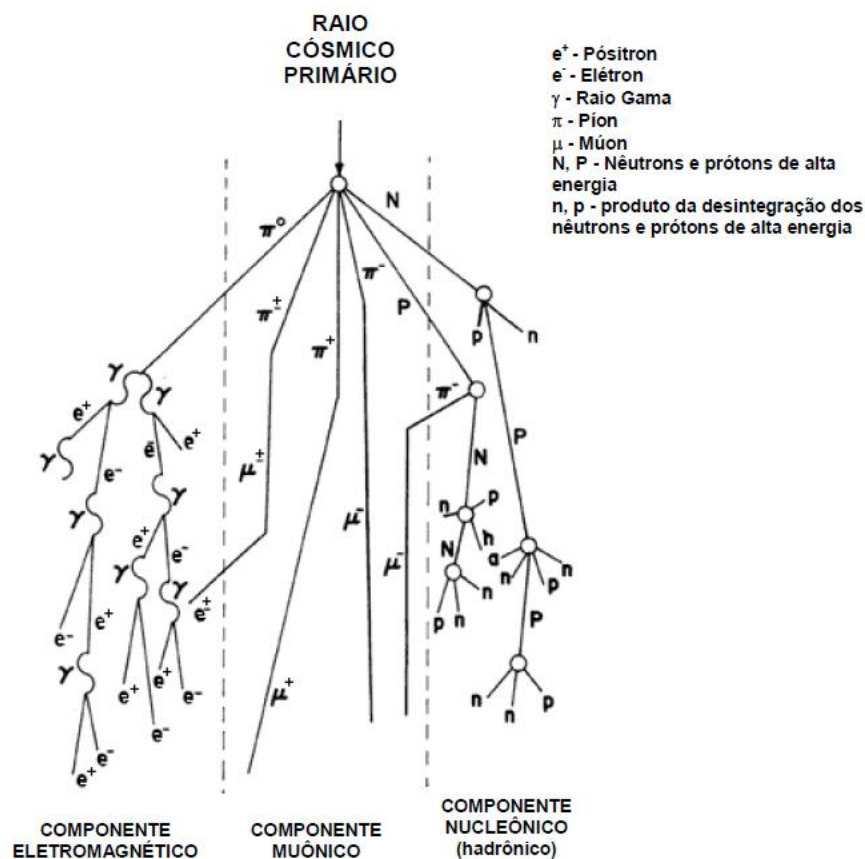 RAIO
CÓSMICO
PRIMÁRIO
e⁺ - Pósitron
e⁻ - Elétron
γ - Raio Gama
π - Píon
μ - Múon
N, P - Nêutrons e prótons de alta
energia
n, p - produto da desintegração dos
nêutrons e prótons de alta energia
N
π°
π⁻
π±
P
π⁺
p n
γ γ
π⁻
e⁺ e⁺
e⁻ ē
P
γ
N
μ±
n p
γ γ
μ⁻
e⁺ e⁻
h
μ⁻
N
a
n p n
γ γ
e±
n
p n
P
e⁻ e⁺
γ
e⁺ e⁻
e⁺
μ⁺
n n p
e⁻
e⁺ e⁻
COMPONENTE
ELETROMAGNÉTICO
COMPONENTE
MUÔNICO
COMPONENTE
NUCLEÔNICO
(hadrônico)